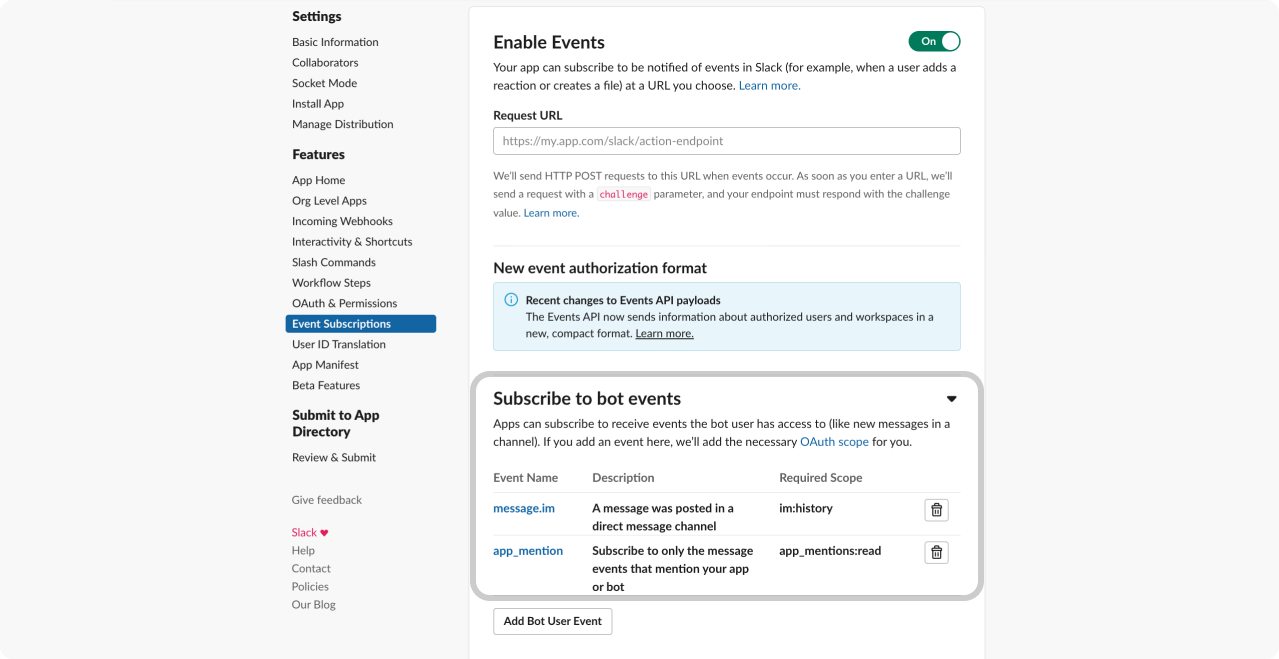 Settings
Basic Information
Collaborators
Socket Mode
Install App
Manage Distribution
Features
App Home
Org Level Apps
Incoming Webhooks
Interactivity & Shortcuts
Slash Commands
Workflow Steps
OAuth & Permissions
Event Subscriptions
User ID Translation
App Manifest
Beta Features
Submit to App
Directory
Review & Submit
Give feedback
Slack ♥
Help
Contact
Policies
Our Blog
Enable Events
On
Your app can subscribe to be notified of events in Slack (for example, when a user adds a
reaction or creates a file) at a URL you choose. Learn more.
Request URL
https://my.app.com/slack/action-endpoint
We’ll send HTTP POST requests to this URL when events occur. As soon as you enter a URL, we’ll
send a request with a challenge parameter, and your endpoint must respond with the challenge
value. Learn more.
New event authorization format
Recent changes to Events API payloads
The Events API now sends information about authorized users and workspaces in a
new, compact format. Learn more.
Subscribe to bot events
Apps can subscribe to receive events the bot user has access to (like new messages in a
channel). If you add an event here, we’ll add the necessary OAuth scope for you.
Event Name Description Required Scope
message.im A message was posted in a im:history
direct message channel
app_mention Subscribe to only the message app_mentions:read
events that mention your app
or bot
Add Bot User Event